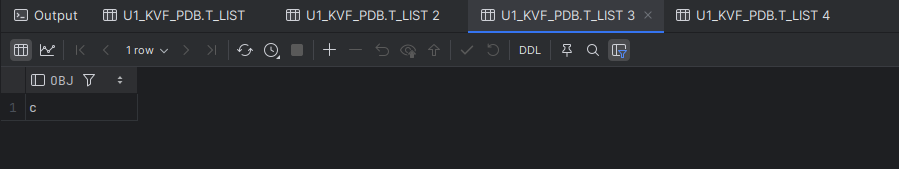 Output U1_KVF_PDB.T_LIST U1_KVF_PDB.T_LIST 2 U1_KVF_PDB.T_LIST 3 U1_KVF_PDB.T_LIST 4
1 row DDL
OBJ
1 c